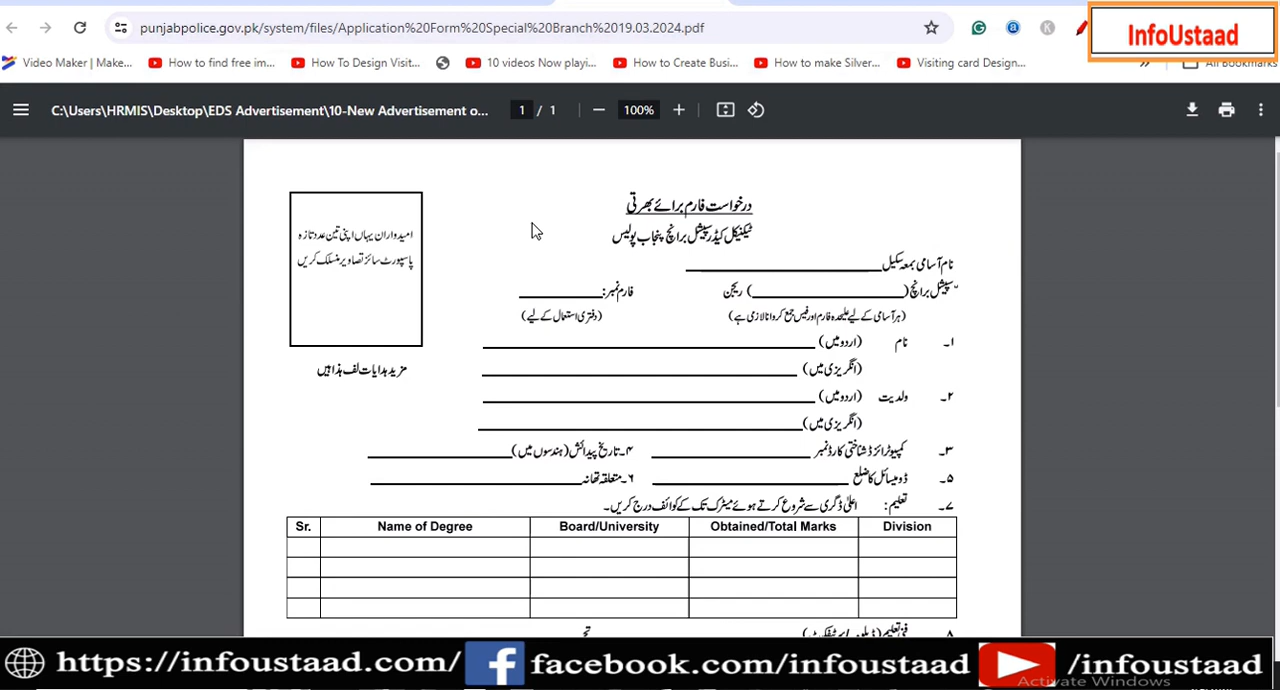 punjabpolice.gov.pk/system/files/Application%20Form%20Special%20Branch%2019.03.2024.pdf
InfoUstaad
Video Maker | Make...
How to find free im...
How To Design Visit...
10 videos Now playi...
How to Create Busi...
How to make Silver...
Visiting card Design...
All Bookmarks
C:\Users\HRMIS\Desktop\EDS Advertisement\10-New Advertisement o...
1 / 1
100%
درخواست فارم برائے بھرتی
ٹیکنیکل کیڈر سپیشل برانچ پنجاب پولیس
امیدواران یہاں اپنی تین عدد تازہ
پاسپورٹ سائز تصاویر منسلک کریں
نام آسامی بمعہ سکیل
سپیشل برانچ ( ) ریجن
فارم نمبر:
(ہر آسامی کے لیے علیحدہ فارم اور فیس جمع کروانا لازمی ہے)
(دفتری استعمال کے لیے)
۱۔ نام (اردو میں)
(انگریزی میں)
مزید ہدایات لف ہذا ہیں
۲۔ ولدیت (اردو میں)
(انگریزی میں)
۳۔ کمپیوٹرائزڈ شناختی کارڈ نمبر
۴۔ تاریخ پیدائش (ہندسوں میں)
۵۔ ڈومیسائل کا ضلع
۶۔ متعلقہ تھانہ
۷۔ تعلیم: اعلیٰ ڈگری سے شروع کرتے ہوئے میٹرک تک کے کوائف درج کریں۔
Sr. Name of Degree Board/University Obtained/Total Marks Division
https://infoustaad.com/
facebook.com/infoustaad
/infoustaad
Activate Windows